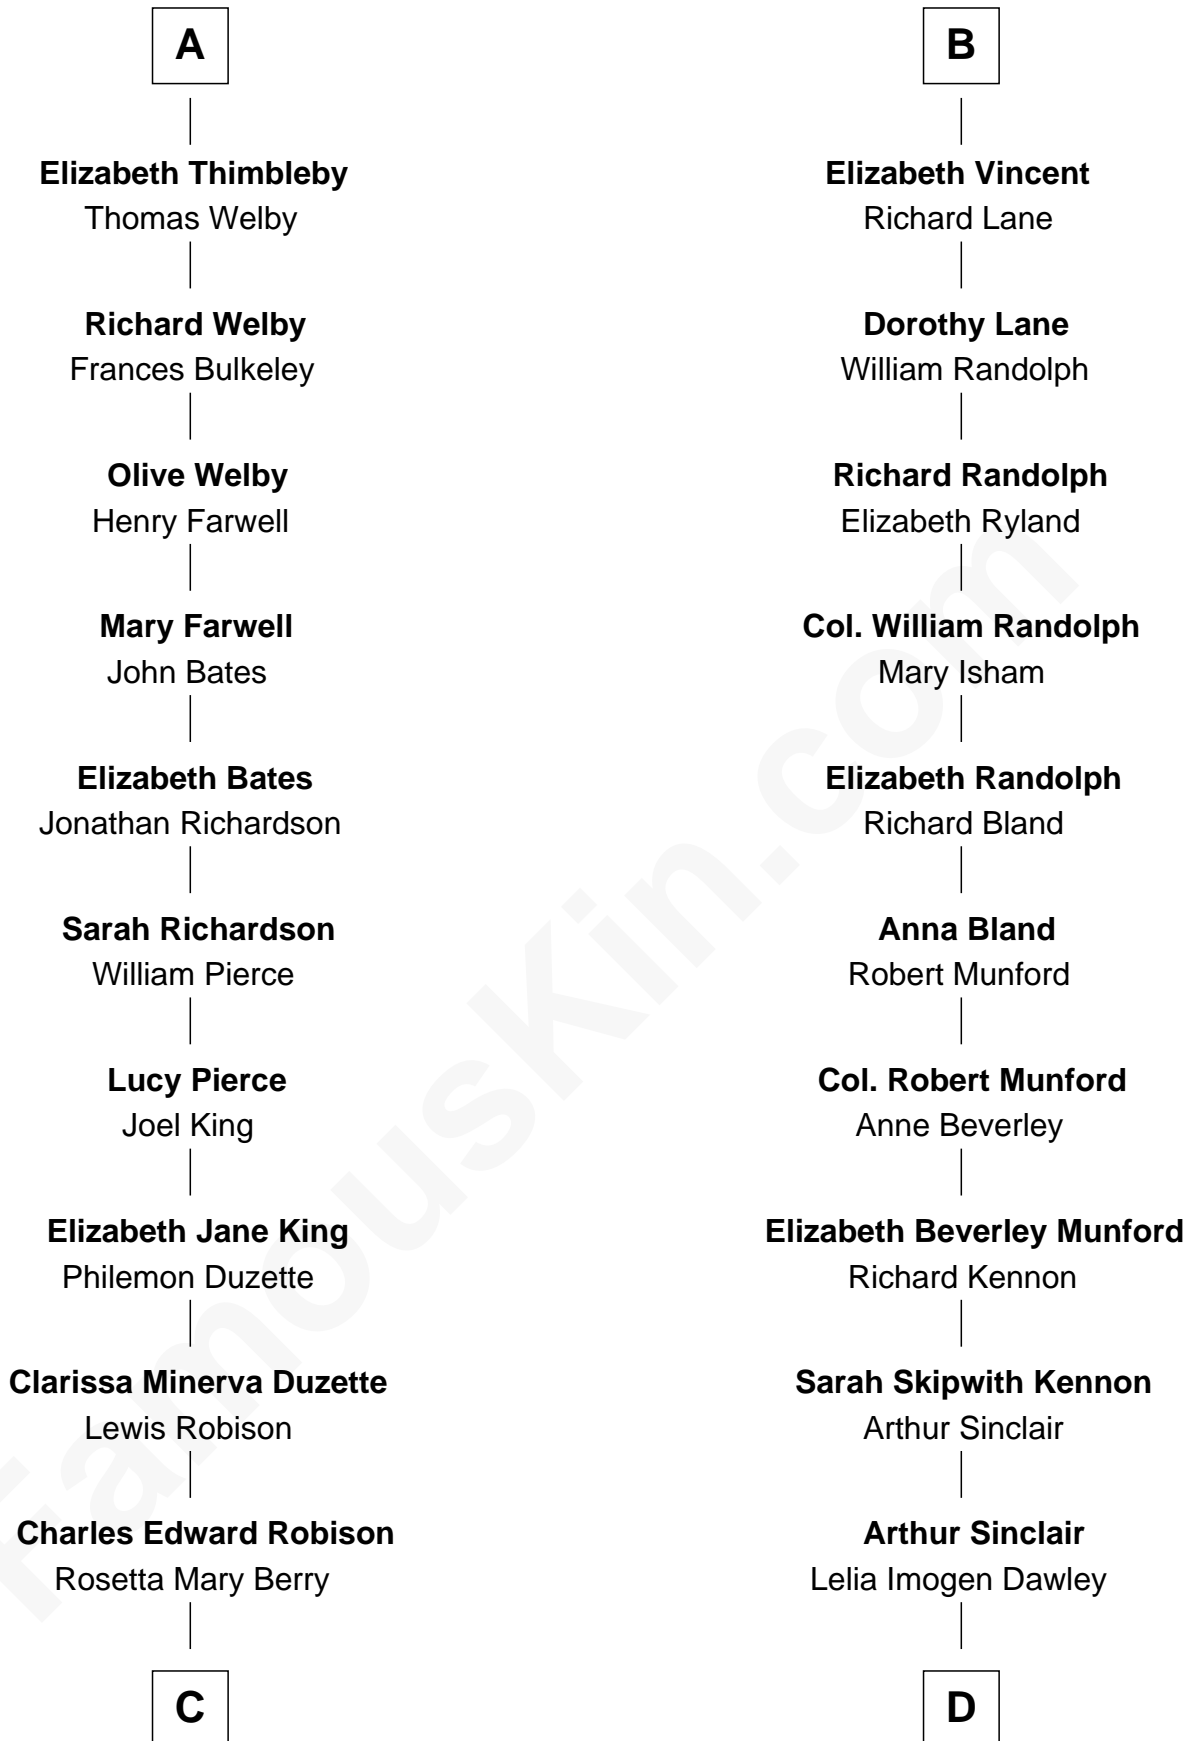 A
Elizabeth Thimbleby
Thomas Welby
Richard Welby
Frances Bulkeley
Olive Welby
Henry Farwell
Mary Farwell
John Bates
Elizabeth Bates
Jonathan Richardson
Sarah Richardson
William Pierce
Lucy Pierce
Joel King
Elizabeth Jane King
Philemon Duzette
Clarissa Minerva Duzette
Lewis Robison
Charles Edward Robison
Rosetta Mary Berry
C
B
Elizabeth Vincent
Richard Lane
Dorothy Lane
William Randolph
Richard Randolph
Elizabeth Ryland
Col. William Randolph
Mary Isham
Elizabeth Randolph
Richard Bland
Anna Bland
Robert Munford
Col. Robert Munford
Anne Beverley
Elizabeth Beverley Munford
Richard Kennon
Sarah Skipwith Kennon
Arthur Sinclair
Arthur Sinclair
Lelia Imogen Dawley
D
FamousKin.com